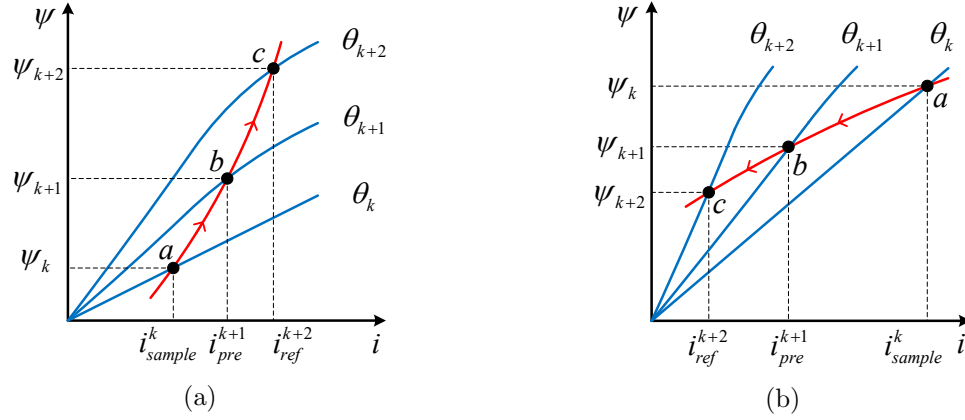 ψ
θ_{k+2}
c
ψ_{k+2}
θ_{k+1}
b
ψ_{k+1}
θ_k
a
ψ_k
i^k_{sample} i^{k+1}_{pre} i^{k+2}_{ref} i
(a)
ψ
θ_{k+2} θ_{k+1} θ_k
ψ_k
a
ψ_{k+1}
b
ψ_{k+2}
c
i^{k+2}_{ref} i^{k+1}_{pre} i^k_{sample} i
(b)